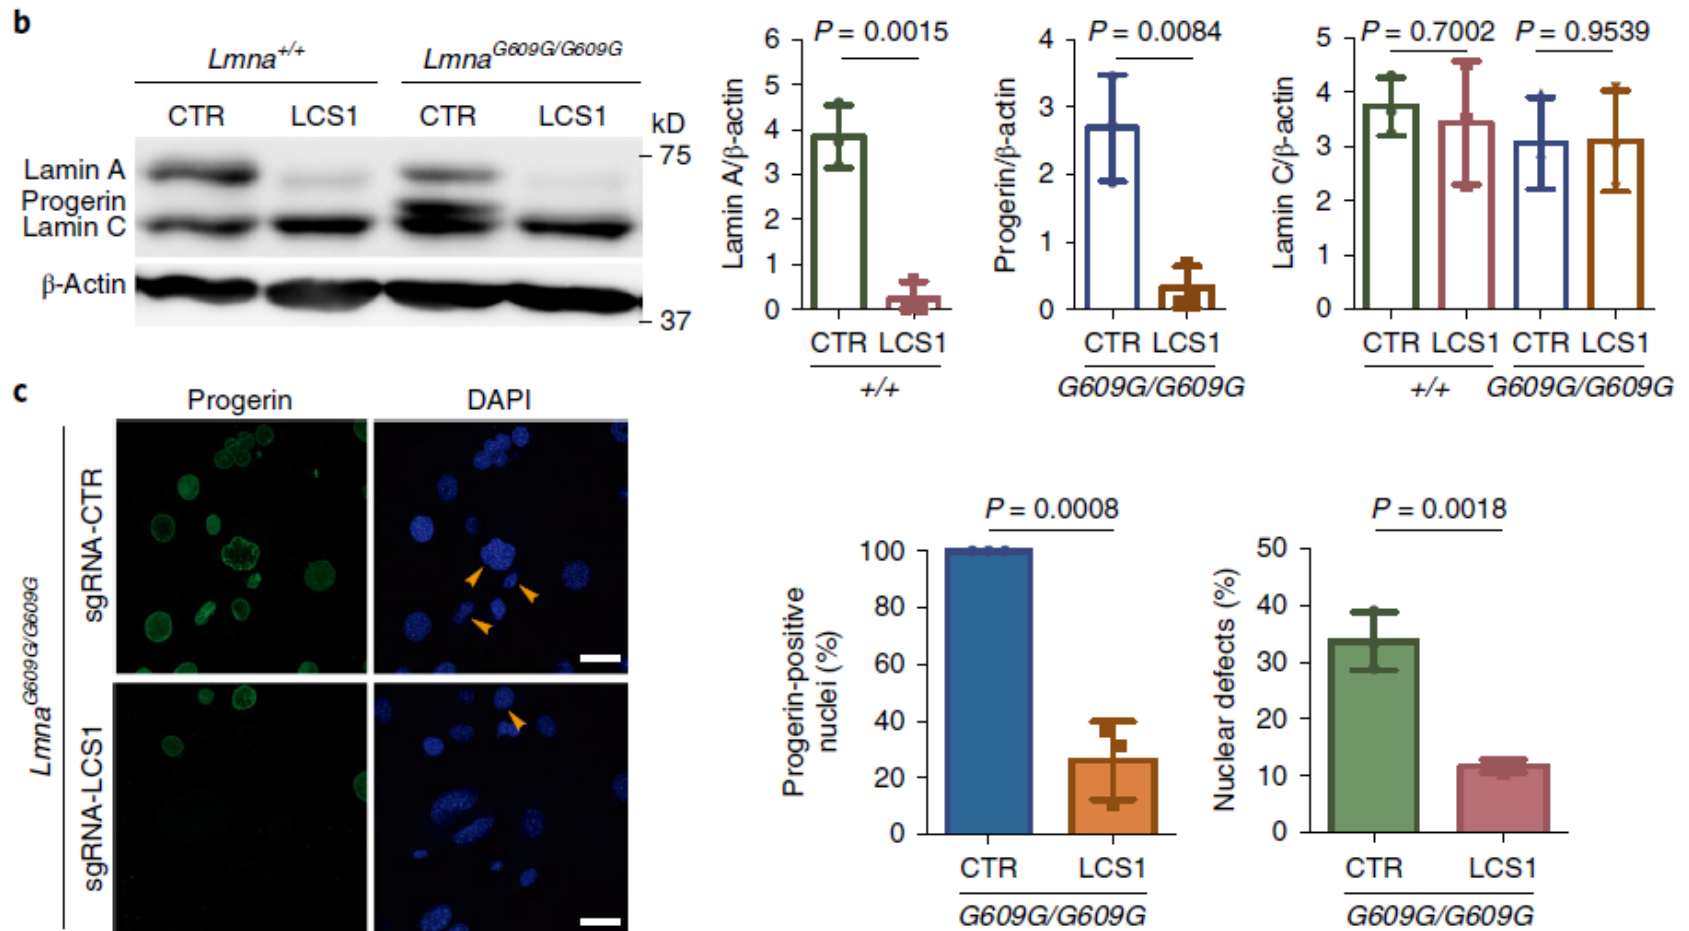 b
Lmna+/+
LmnaG609G/G609G
CTR LCS1 CTR LCS1
kD
Lamin A
Progerin
Lamin C
β-Actin
75
37
Lamin A/β-actin
6
5
4
3
2
1
0
P = 0.0015
CTR LCS1
+/+
Progerin/β-actin
4
3
2
1
0
P = 0.0084
CTR LCS1
G609G/G609G
Lamin C/β-actin
5
4
3
2
1
0
P = 0.7002 P = 0.9539
CTR LCS1 CTR LCS1
+/+ G609G/G609G
c
Progerin DAPI
LmnaG609G/G609G
sgRNA-CTR
sgRNA-LCS1
Progerin-positive
nuclei (%)
100
80
60
40
20
0
P = 0.0008
CTR LCS1
G609G/G609G
Nuclear defects (%)
50
40
30
20
10
0
P = 0.0018
CTR LCS1
G609G/G609G